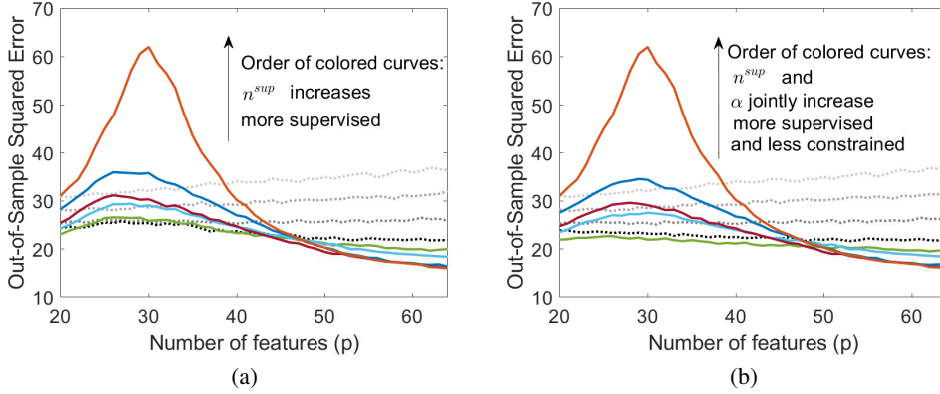 70
60
50
40
30
20
10
Out-of-Sample Squared Error
Order of colored curves:
n^sup increases
more supervised
20 30 40 50 60
Number of features (p)
(a)
70
60
50
40
30
20
10
Out-of-Sample Squared Error
Order of colored curves:
n^sup and
α jointly increase
more supervised
and less constrained
20 30 40 50 60
Number of features (p)
(b)